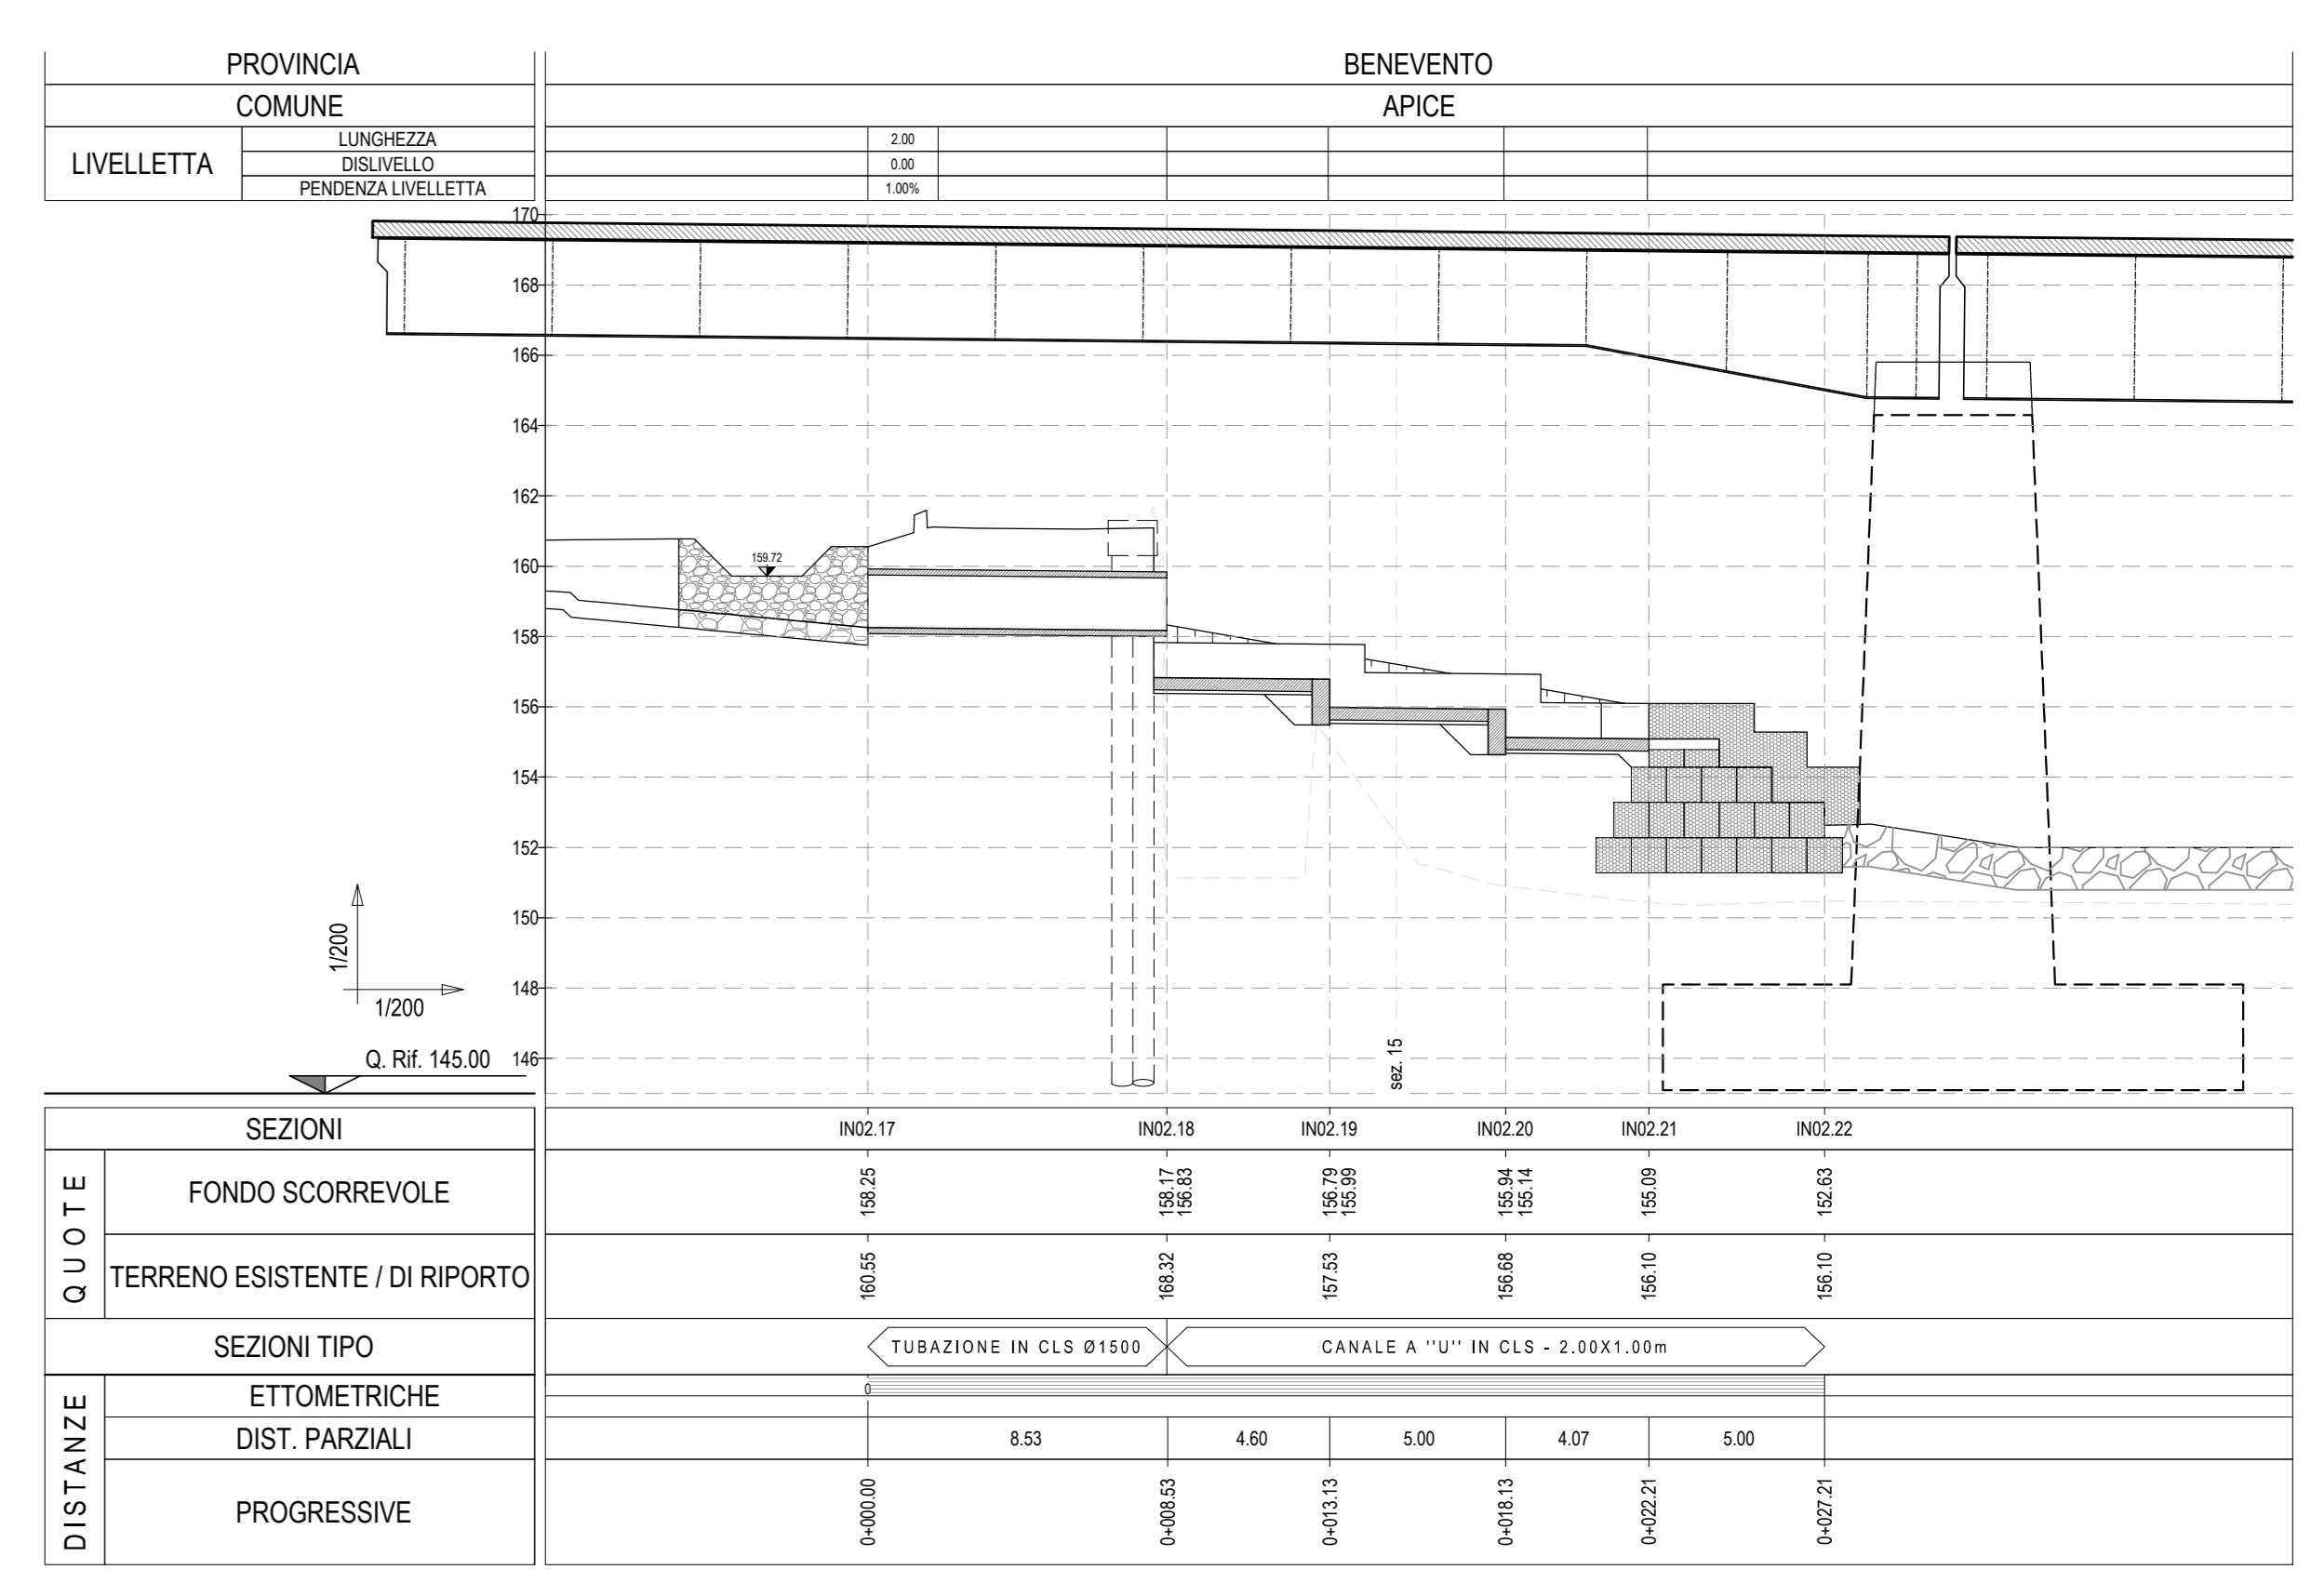 PROVINCIA BENEVENTO
COMUNE APICE
LIVELLETTA
LUNGHEZZA 2.00
DISLIVELLO 0.00
PENDENZA LIVELLETTA 1.00%
170
168
166
164
162
160
158
156
154
152
150
148
146
159.72
1/200
1/200
Q. Rif. 145.00
sez. 15
SEZIONI IN02.17 IN02.18 IN02.19 IN02.20 IN02.21 IN02.22
QUOTE
FONDO SCORREVOLE 158.25 158.17 156.83 156.79 155.99 155.94 155.14 155.09 152.63
TERRENO ESISTENTE / DI RIPORTO 160.55 168.32 157.53 156.68 156.10 156.10
SEZIONI TIPO TUBAZIONE IN CLS Ø1500 CANALE A ''U'' IN CLS - 2.00X1.00m
DISTANZE
ETTOMETRICHE 0
DIST. PARZIALI 8.53 4.60 5.00 4.07 5.00
PROGRESSIVE 0+000.00 0+008.53 0+013.13 0+018.13 0+022.21 0+027.21